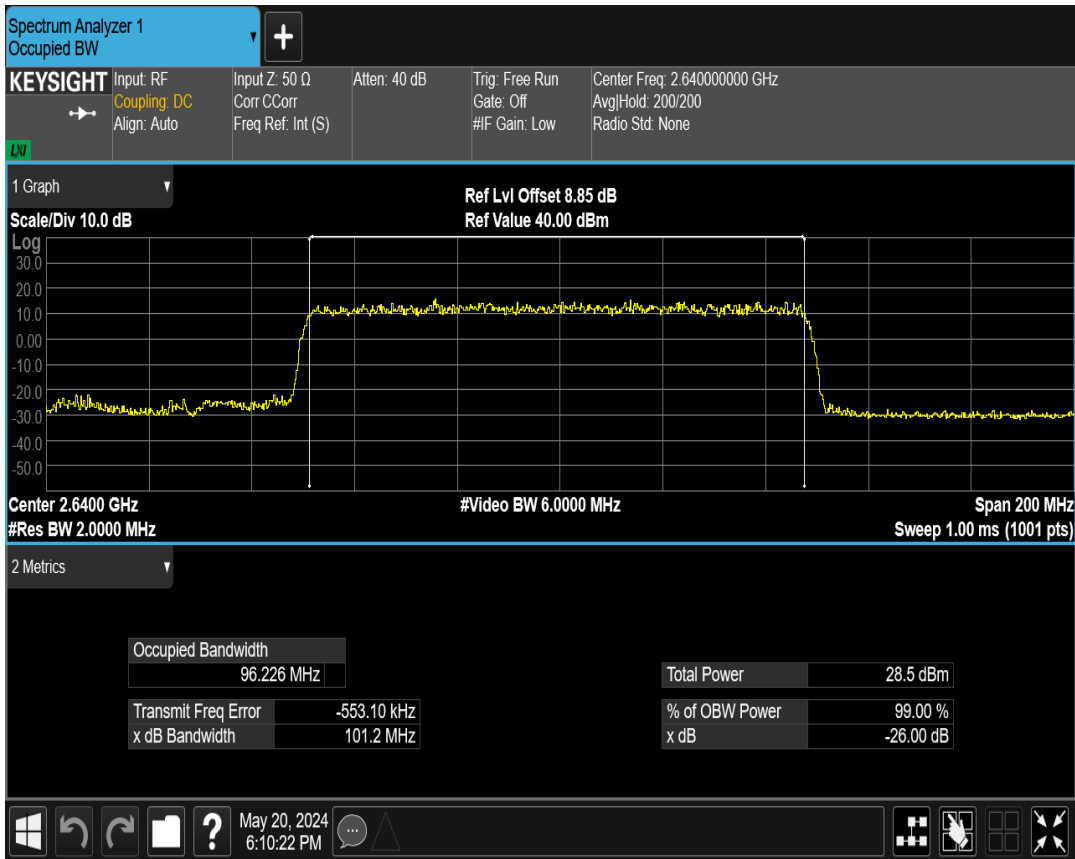 Spectrum Analyzer 1
Occupied BW
+
KEYSIGHT
LXI
Input: RF
Coupling: DC
Align: Auto
Input Z: 50 Ω
Corr CCorr
Freq Ref: Int (S)
Atten: 40 dB
Trig: Free Run
Gate: Off
#IF Gain: Low
Center Freq: 2.640000000 GHz
Avg|Hold: 200/200
Radio Std: None
1 Graph
Scale/Div 10.0 dB
Ref Lvl Offset 8.85 dB
Ref Value 40.00 dBm
Log
30.0
20.0
10.0
0.00
-10.0
-20.0
-30.0
-40.0
-50.0
Center 2.6400 GHz
#Res BW 2.0000 MHz
#Video BW 6.0000 MHz
Span 200 MHz
Sweep 1.00 ms (1001 pts)
2 Metrics
Occupied Bandwidth
96.226 MHz
Transmit Freq Error -553.10 kHz
x dB Bandwidth 101.2 MHz
Total Power 28.5 dBm
% of OBW Power 99.00 %
x dB -26.00 dB
?
May 20, 2024
6:10:22 PM